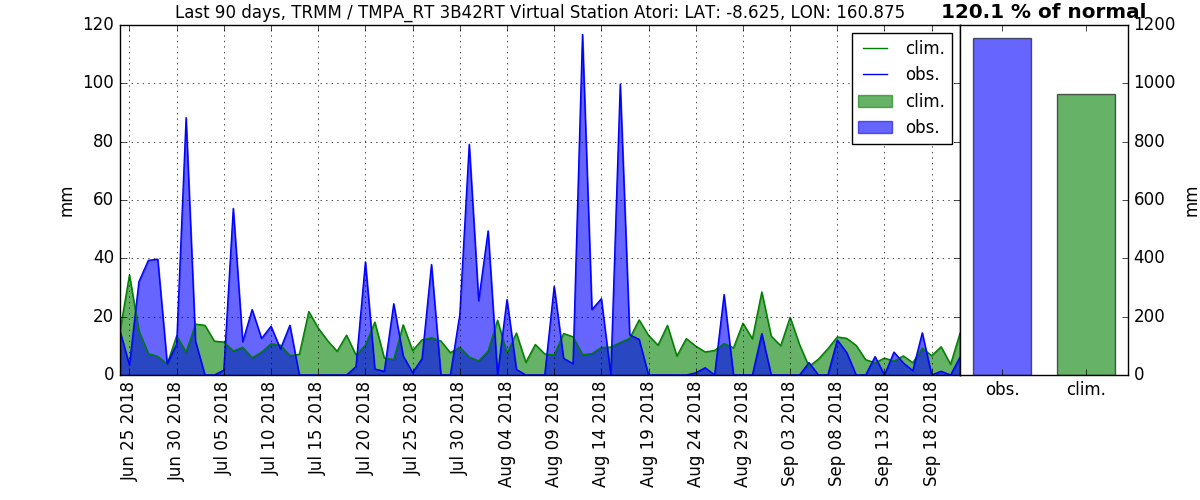 Last 90 days, TRMM / TMPA_RT 3B42RT Virtual Station Atori: LAT: -8.625, LON: 160.875
120.1 % of normal
120
100
80
60
40
20
0
mm
clim.
obs.
clim.
obs.
1200
1000
800
600
400
200
0
mm
Jun 25 2018
Jun 30 2018
Jul 05 2018
Jul 10 2018
Jul 15 2018
Jul 20 2018
Jul 25 2018
Jul 30 2018
Aug 04 2018
Aug 09 2018
Aug 14 2018
Aug 19 2018
Aug 24 2018
Aug 29 2018
Sep 03 2018
Sep 08 2018
Sep 13 2018
Sep 18 2018
obs.
clim.